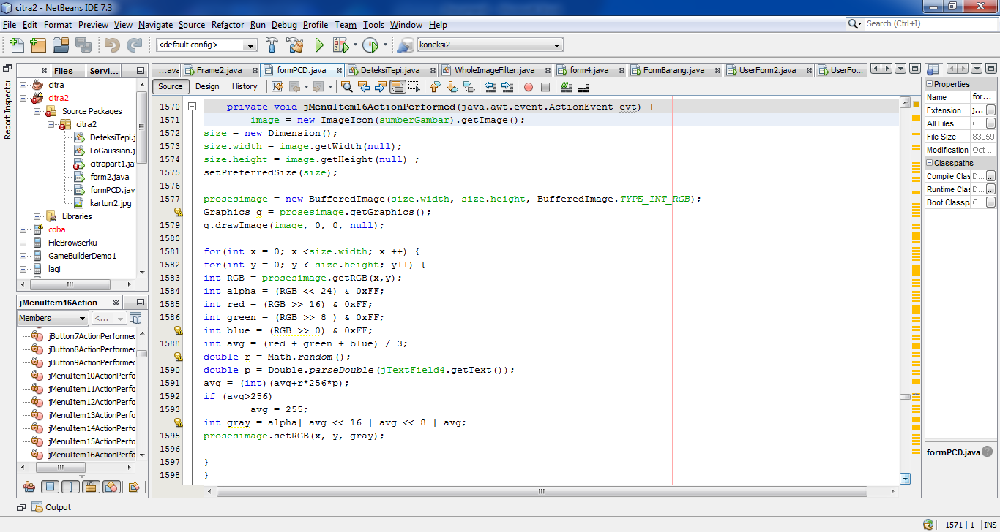 citra2 - NetBeans IDE 7.3
File Edit Format Preview View Navigate Source Refactor Run Debug Profile Team Tools Window Help
Search (Ctrl+I)
<default config>
koneksi2
Files
Servi...
...ava
Frame2.java
formPCD.java
DeteksiTepi.java
WholeImageFilter.java
form4.java
FormBarang.java
UserForm2.java
UserFo...
Report Inspector
citra
citra2
Source Packages
citra2
DeteksiTepi.j
LoGaussian.j
citrapart1.jav
form2.java
formPCD.jav
kartun2.jpg
Libraries
coba
FileBrowserku
GameBuilderDemo1
lagi
jMenuItem16Action...
Members
<...
jButton7ActionPerformed
jButton8ActionPerformed
jButton9ActionPerformed
jMenuItem10ActionPerfo
jMenuItem11ActionPerfo
jMenuItem12ActionPerfo
jMenuItem13ActionPerfo
jMenuItem14ActionPerfo
jMenuItem15ActionPerfo
jMenuItem16ActionPerfo
Output
Source
Design
History
1570 private void jMenuItem16ActionPerformed(java.awt.event.ActionEvent evt) {
1571 image = new ImageIcon(sumberGambar).getImage();
1572 size = new Dimension();
1573 size.width = image.getWidth(null);
1574 size.height = image.getHeight(null) ;
1575 setPreferredSize(size);
1576
1577 prosesimage = new BufferedImage(size.width, size.height, BufferedImage.TYPE_INT_RGB);
Graphics g = prosesimage.getGraphics();
1579 g.drawImage(image, 0, 0, null);
1580
1581 for(int x = 0; x <size.width; x ++) {
1582 for(int y = 0; y < size.height; y++) {
1583 int RGB = prosesimage.getRGB(x,y);
1584 int alpha = (RGB << 24) & 0xFF;
1585 int red = (RGB >> 16) & 0xFF;
1586 int green = (RGB >> 8 ) & 0xFF;
int blue = (RGB >> 0) & 0xFF;
1588 int avg = (red + green + blue) / 3;
double r = Math.random();
1590 double p = Double.parseDouble(jTextField4.getText());
1591 avg = (int)(avg+r*256*p);
1592 if (avg>256)
1593 avg = 255;
int gray = alpha| avg << 16 | avg << 8 | avg;
1595 prosesimage.setRGB(x, y, gray);
1596
1597 }
1598 }
Properties
Name for...
Extension j...
All Files C...
File Size 83959
Modification Oct ...
Classpaths
Compile Clas D...
Runtime Clas D...
Boot Classp C...
formPCD.java
1571 | 1 INS